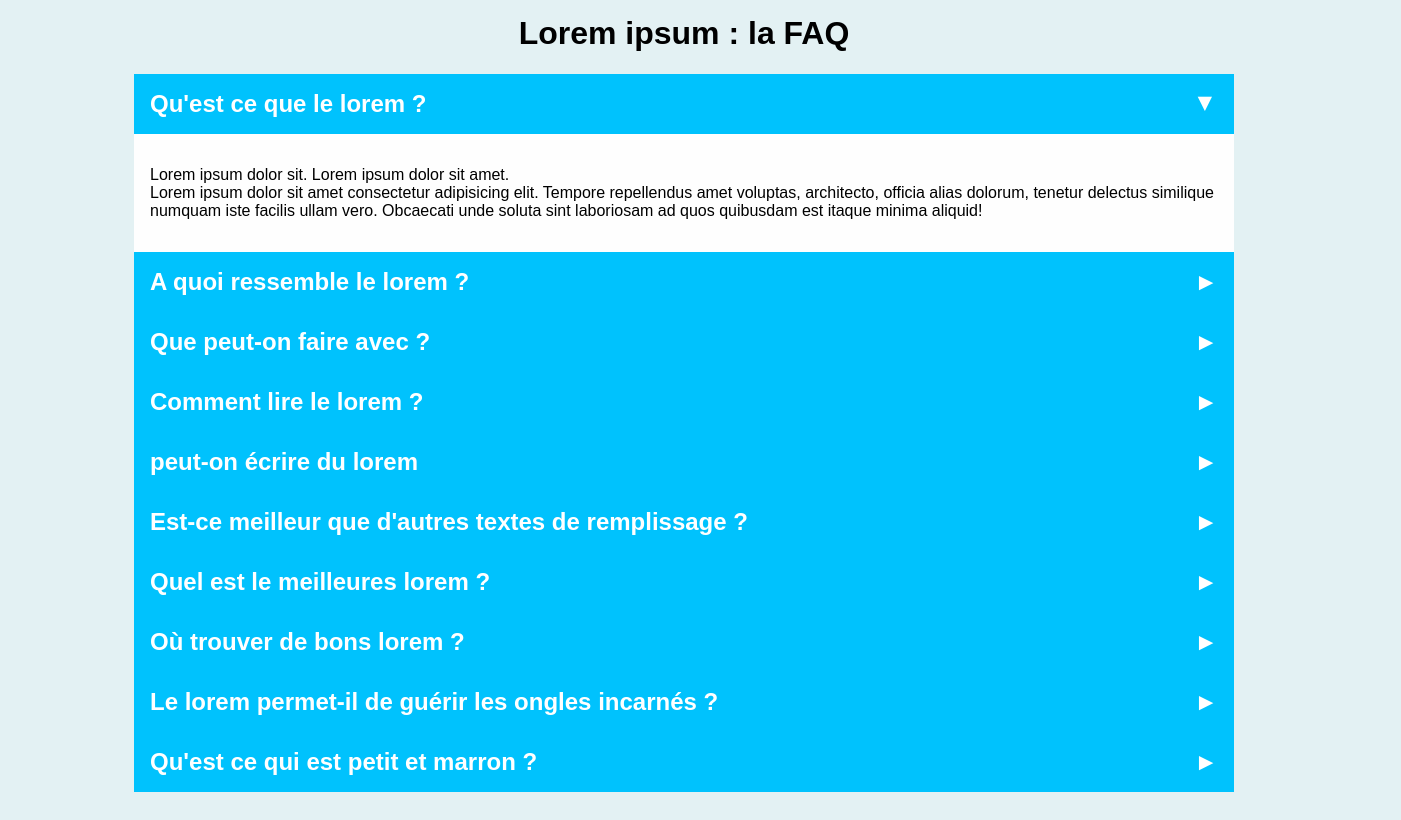 Lorem ipsum : la FAQ
Qu'est ce que le lorem ? ▼
Lorem ipsum dolor sit. Lorem ipsum dolor sit amet.
Lorem ipsum dolor sit amet consectetur adipisicing elit. Tempore repellendus amet voluptas, architecto, officia alias dolorum, tenetur delectus similique
numquam iste facilis ullam vero. Obcaecati unde soluta sint laboriosam ad quos quibusdam est itaque minima aliquid!
A quoi ressemble le lorem ? ►
Que peut-on faire avec ? ►
Comment lire le lorem ? ►
peut-on écrire du lorem ►
Est-ce meilleur que d'autres textes de remplissage ? ►
Quel est le meilleures lorem ? ►
Où trouver de bons lorem ? ►
Le lorem permet-il de guérir les ongles incarnés ? ►
Qu'est ce qui est petit et marron ? ►